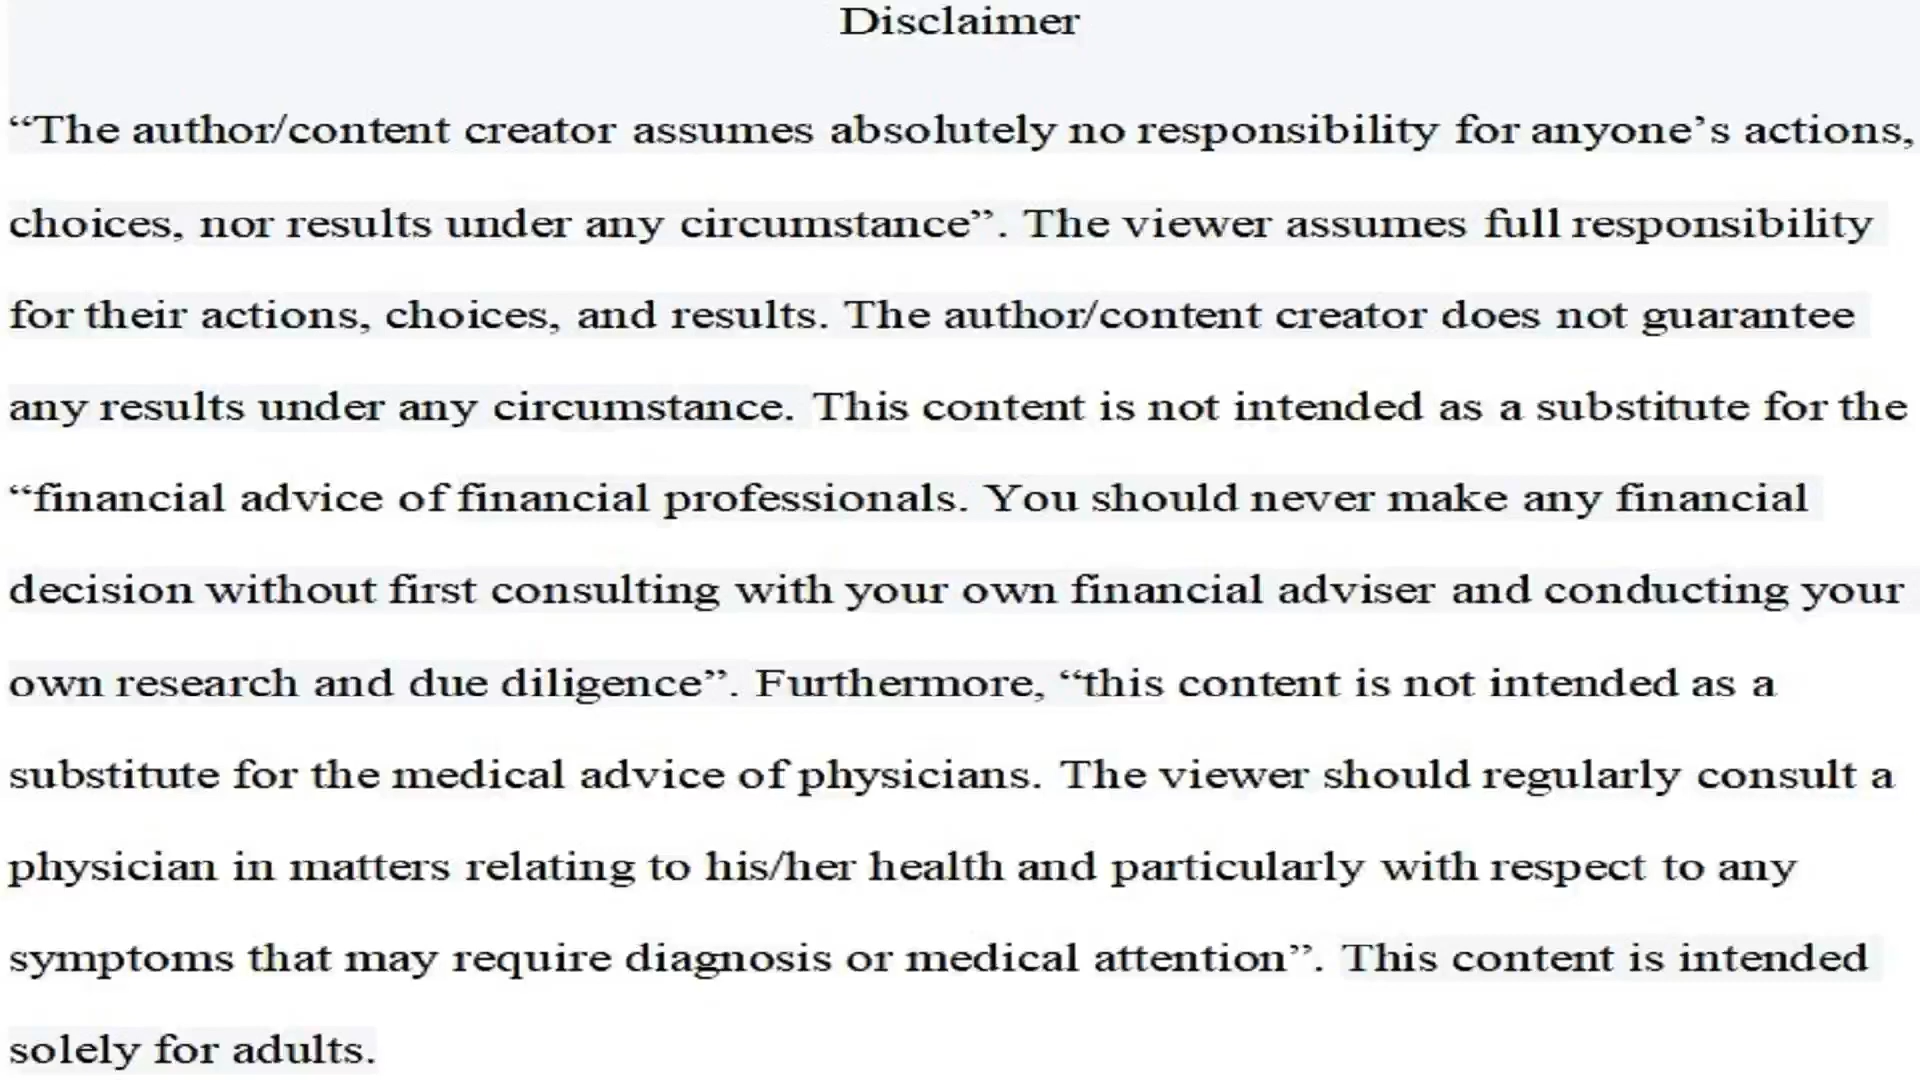 Disclaimer
“The author/content creator assumes absolutely no responsibility for anyone’s actions,
choices, nor results under any circumstance”. The viewer assumes full responsibility
for their actions, choices, and results. The author/content creator does not guarantee
any results under any circumstance. This content is not intended as a substitute for the
“financial advice of financial professionals. You should never make any financial
decision without first consulting with your own financial adviser and conducting your
own research and due diligence”. Furthermore, “this content is not intended as a
substitute for the medical advice of physicians. The viewer should regularly consult a
physician in matters relating to his/her health and particularly with respect to any
symptoms that may require diagnosis or medical attention”. This content is intended
solely for adults.